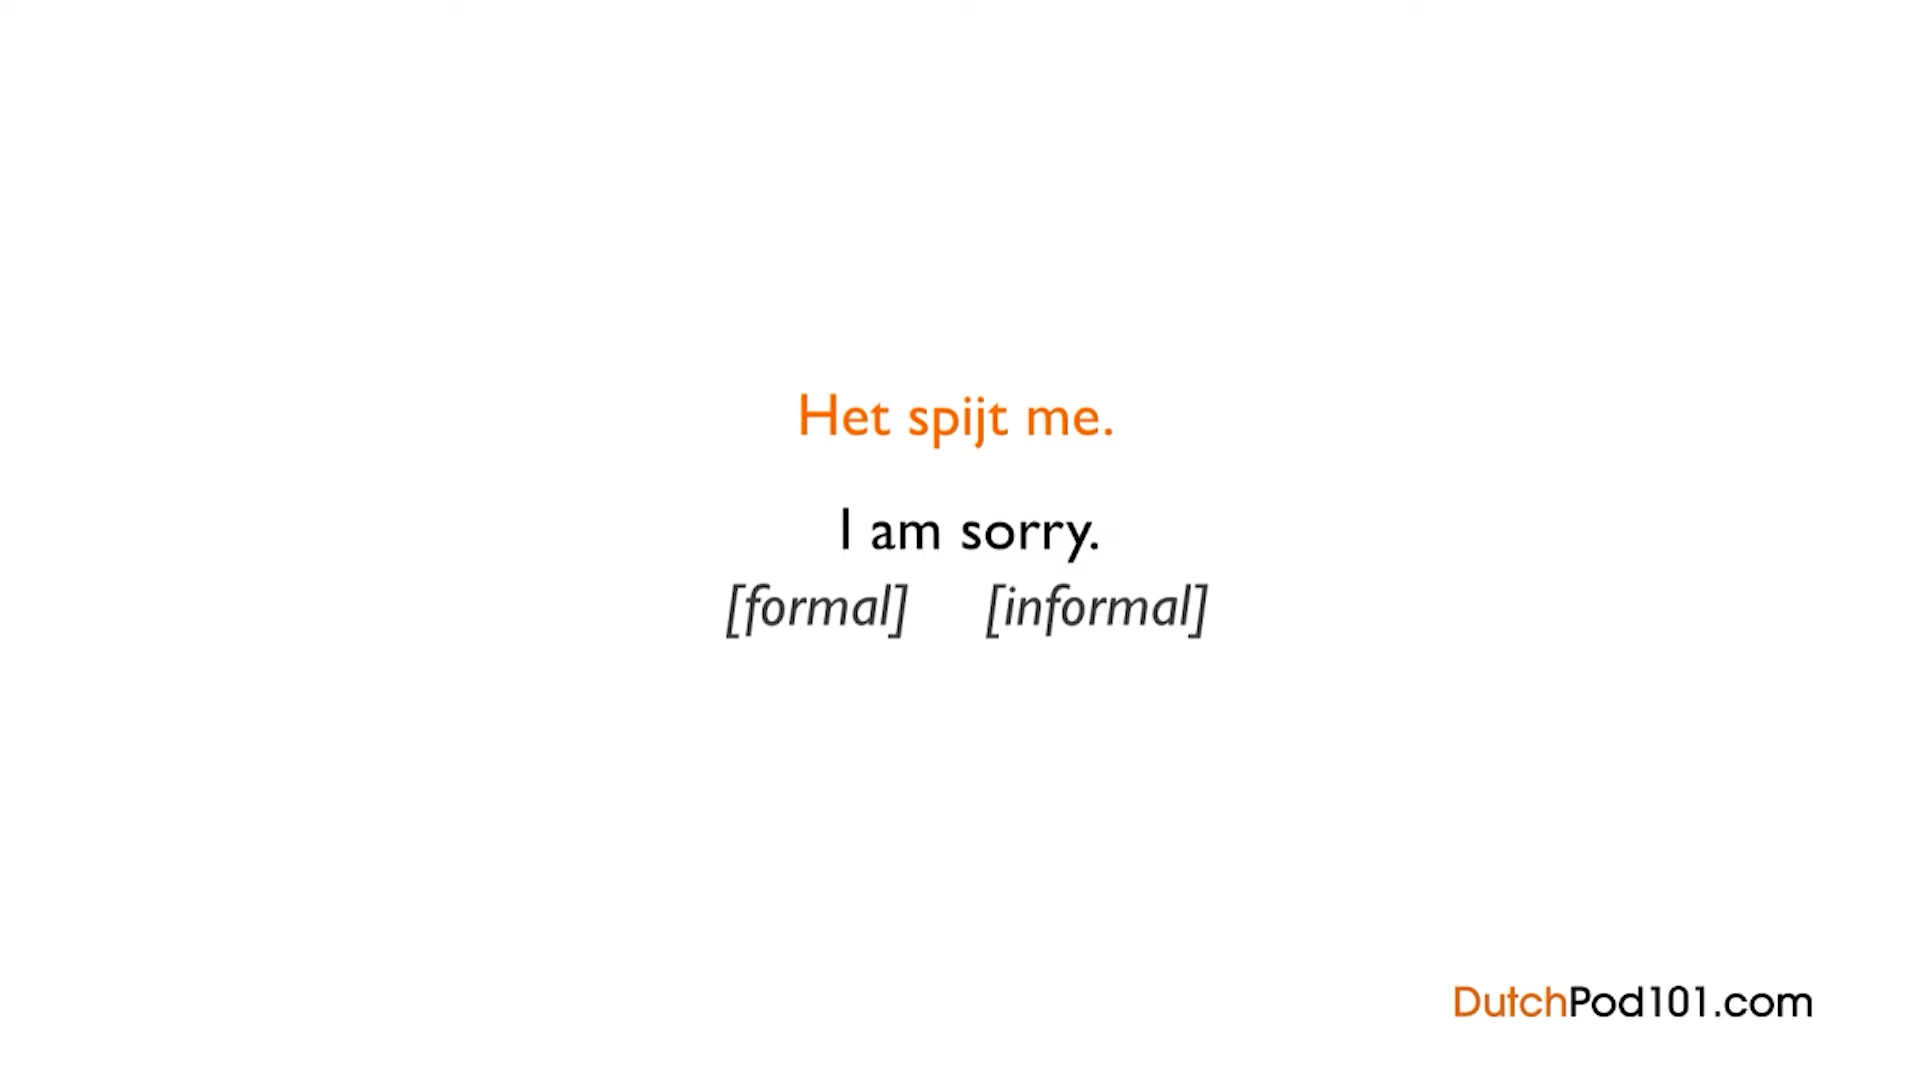 Het spijt me.
I am sorry.
[formal] [informal]
DutchPod101.com